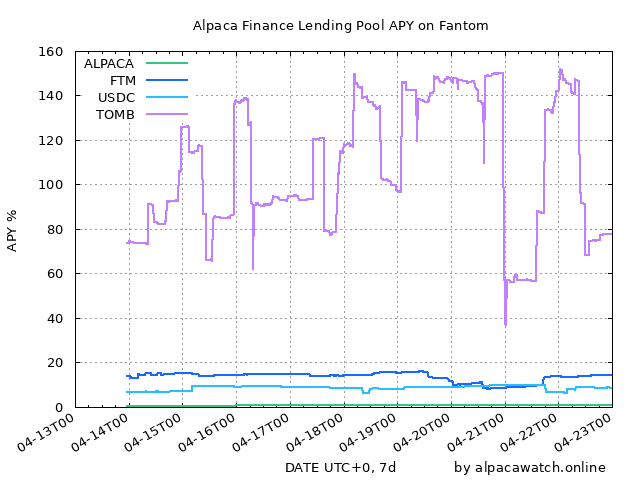 Alpaca Finance Lending Pool APY on Fantom
160
140
120
100
80
60
40
20
0
APY %
ALPACA
FTM
USDC
TOMB
04-13T00
04-14T00
04-15T00
04-16T00
04-17T00
04-18T00
04-19T00
04-20T00
04-21T00
04-22T00
04-23T00
DATE UTC+0, 7d
by alpacawatch.online